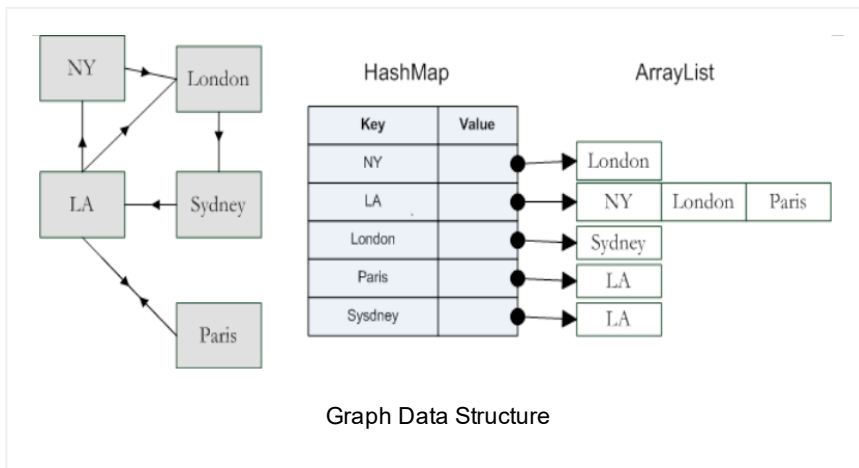 NY
London
LA
Sydney
Paris
HashMap
ArrayList
Key Value
NY
London
LA
NY London Paris
London
Sydney
Paris
LA
Sysdney
LA
Graph Data Structure